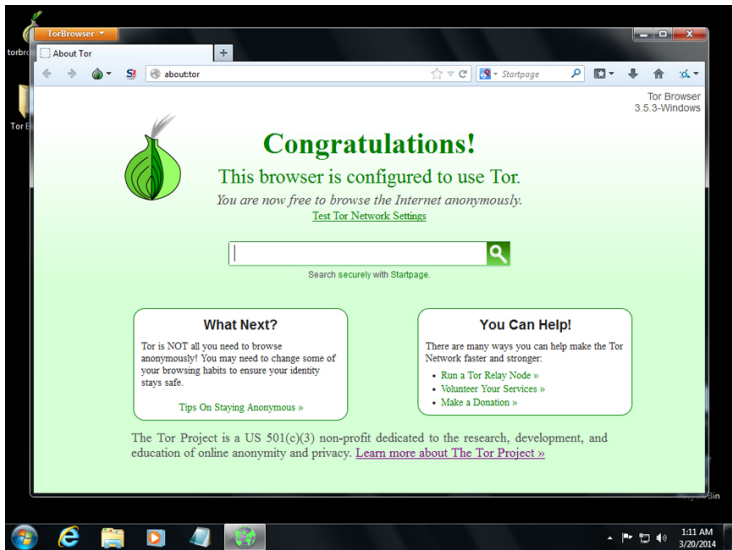 TorBrowser
torbro
About Tor
S!
about:tor
Startpage
Tor Browser
3.5.3-Windows
Tor B
Congratulations!
This browser is configured to use Tor.
You are now free to browse the Internet anonymously.
Test Tor Network Settings
Search securely with Startpage.
What Next?
Tor is NOT all you need to browse
anonymously! You may need to change some of
your browsing habits to ensure your identity
stays safe.
Tips On Staying Anonymous »
You Can Help!
There are many ways you can help make the Tor
Network faster and stronger:
• Run a Tor Relay Node »
• Volunteer Your Services »
• Make a Donation »
The Tor Project is a US 501(c)(3) non-profit dedicated to the research, development, and
education of online anonymity and privacy. Learn more about The Tor Project »
Bin
1:11 AM
3/20/2014